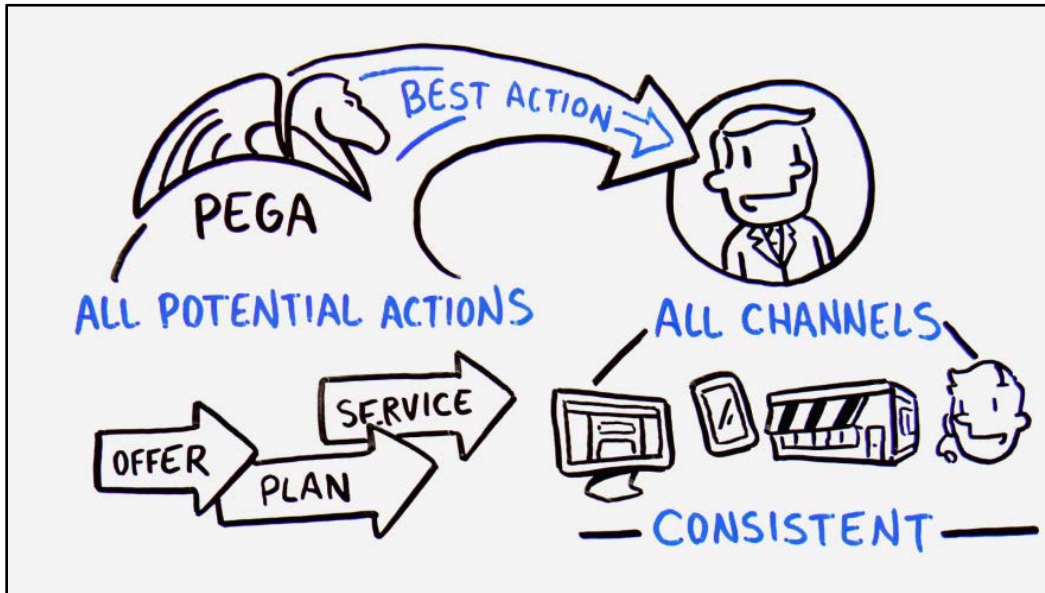 BEST ACTION
PEGA
ALL POTENTIAL ACTIONS
ALL CHANNELS
SERVICE
OFFER
PLAN
CONSISTENT